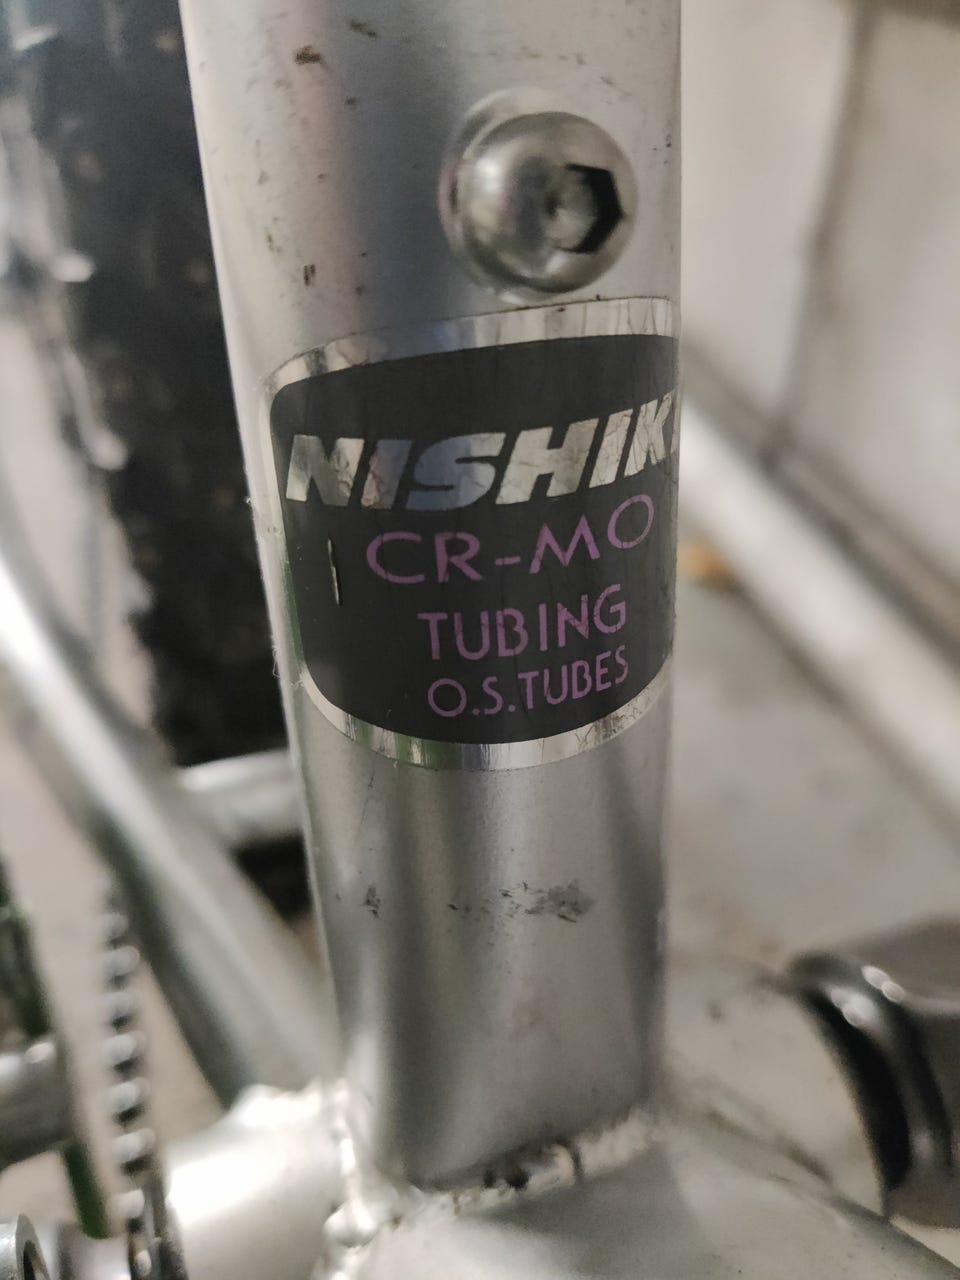 NISHIKI
CR-MO
TUBING
O.S.TUBES